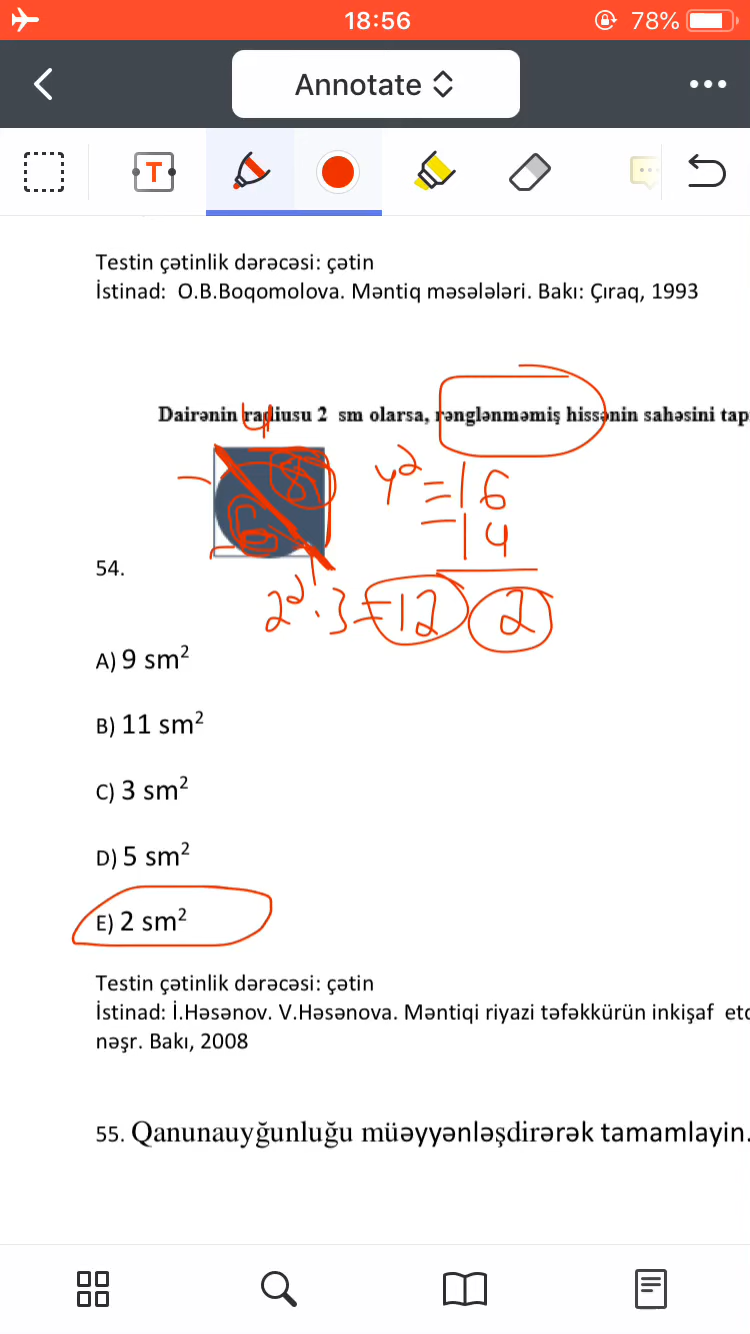 18:56 78%
Annotate
T
Testin çətinlik dərəcəsi: çətin
İstinad: O.B.Boqomolova. Məntiq məsələləri. Bakı: Çıraq, 1993
Dairənin radiusu 2 sm olarsa, rənglənməmiş hissənin sahəsini tap
4
8
6
4² = 16
- 14
2² · 3 = 12 2
54.
A) 9 sm²
B) 11 sm²
C) 3 sm²
D) 5 sm²
E) 2 sm²
Testin çətinlik dərəcəsi: çətin
İstinad: İ.Həsənov. V.Həsənova. Məntiqi riyazi təfəkkürün inkişaf etd
nəşr. Bakı, 2008
55. Qanunauyğunluğu müəyyənləşdirərək tamamlayin.